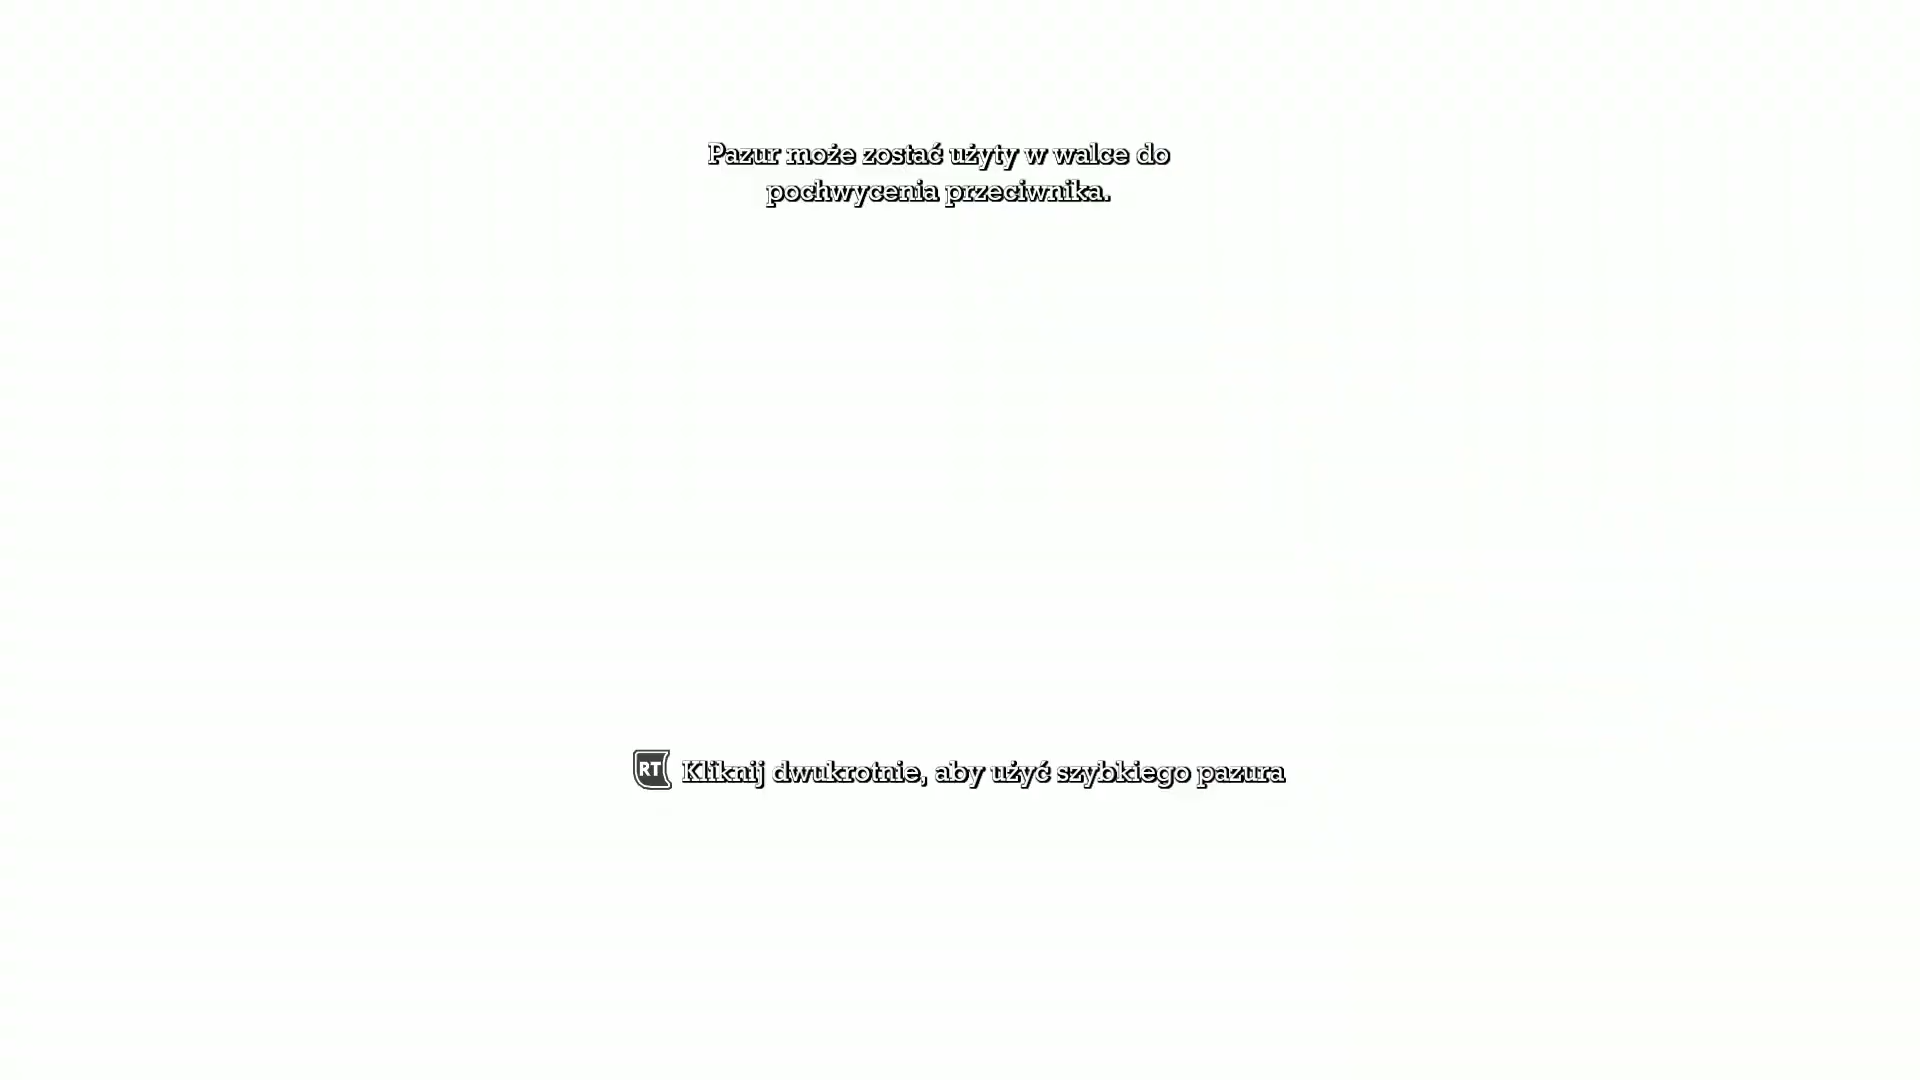 Pazur może zostać użyty w walce do
pochwycenia przeciwnika.
RT Kliknij dwukrotnie, aby użyć szybkiego pazura